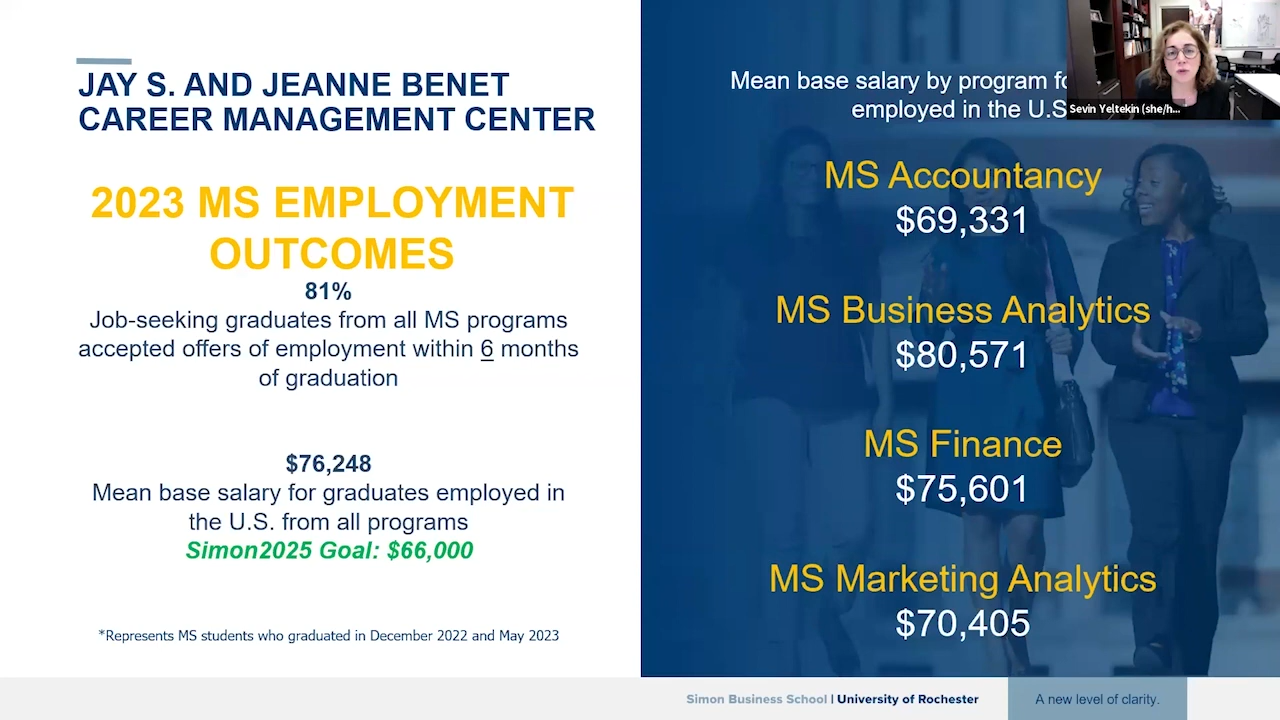 JAY S. AND JEANNE BENET
CAREER MANAGEMENT CENTER
2023 MS EMPLOYMENT
OUTCOMES
81%
Job-seeking graduates from all MS programs
accepted offers of employment within 6 months
of graduation
$76,248
Mean base salary for graduates employed in
the U.S. from all programs
Simon2025 Goal: $66,000
*Represents MS students who graduated in December 2022 and May 2023
Mean base salary by program
employed in the U.S
Sevin Yeltekin (she/h...
MS Accountancy
$69,331
MS Business Analytics
$80,571
MS Finance
$75,601
MS Marketing Analytics
$70,405
Simon Business School | University of Rochester
A new level of clarity.